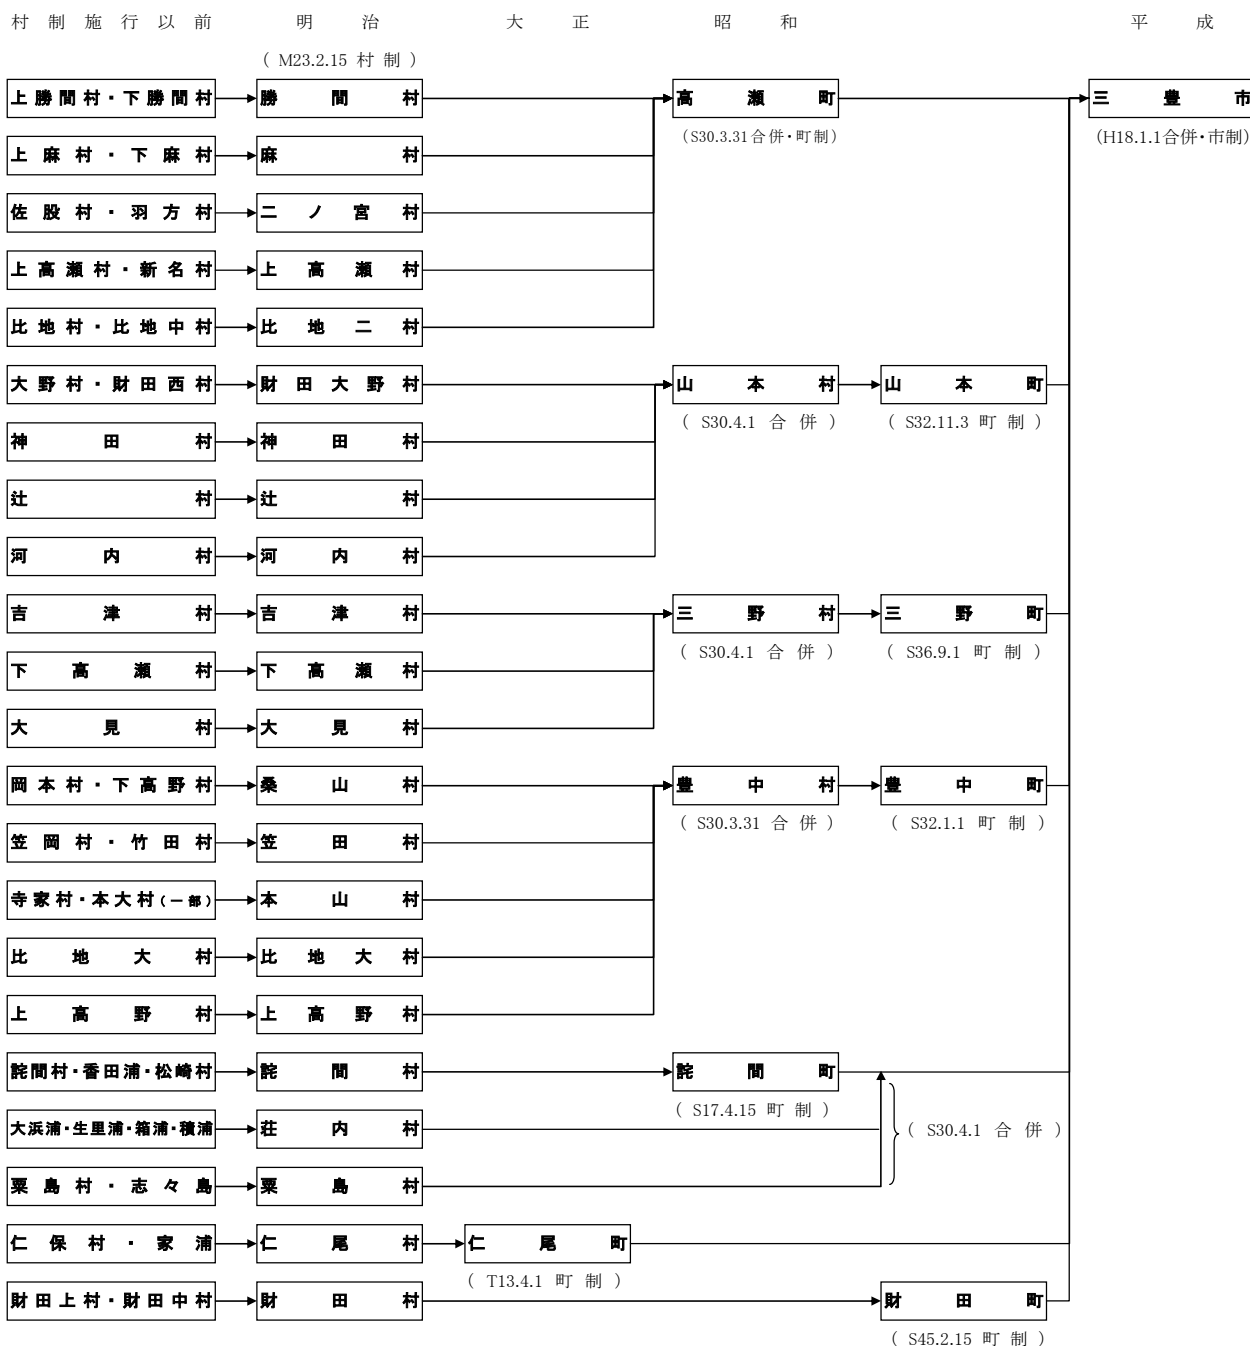 村制施行以前 明治 大正 昭和 平成
（M23.2.15村制）
上勝間村・下勝間村 勝間村 高瀬町 三豊市
(S30.3.31合併・町制) (H18.1.1合併・市制)
上麻村・下麻村 麻村
佐股村・羽方村 二ノ宮村
上高瀬村・新名村 上高瀬村
比地村・比地中村 比地二村
大野村・財田西村 財田大野村 山本村 山本町
（S30.4.1合併） （S32.11.3町制）
神田村 神田村
辻村 辻村
河内村 河内村
吉津村 吉津村 三野村 三野町
（S30.4.1合併） （S36.9.1町制）
下高瀬村 下高瀬村
大見村 大見村
岡本村・下高野村 桑山村 豊中村 豊中町
（S30.3.31合併） （S32.1.1町制）
笠岡村・竹田村 笠田村
寺家村・本大村（一部） 本山村
比地大村 比地大村
上高野村 上高野村
詫間村・香田浦・松崎村 詫間村 詫間町
（S17.4.15町制）
大浜浦・生里浦・箱浦・積浦 荘内村 （S30.4.1合併）
粟島村・志々島 粟島村
仁保村・家浦 仁尾村 仁尾町
（T13.4.1町制）
財田上村・財田中村 財田村 財田町
（S45.2.15町制）